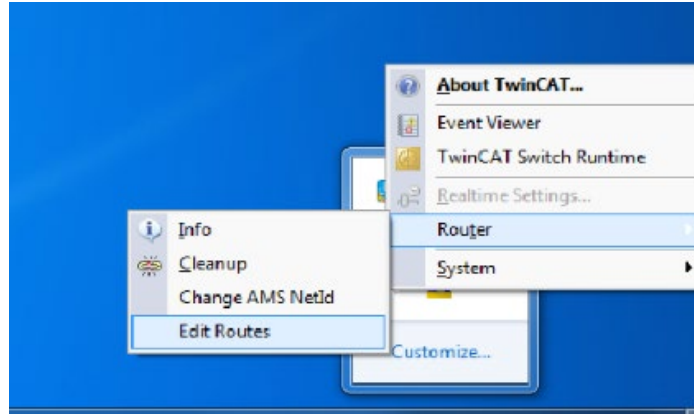 About TwinCAT...
Event Viewer
TwinCAT Switch Runtime
Realtime Settings...
Router
System
Info
Cleanup
Change AMS NetId
Edit Routes
Customize...